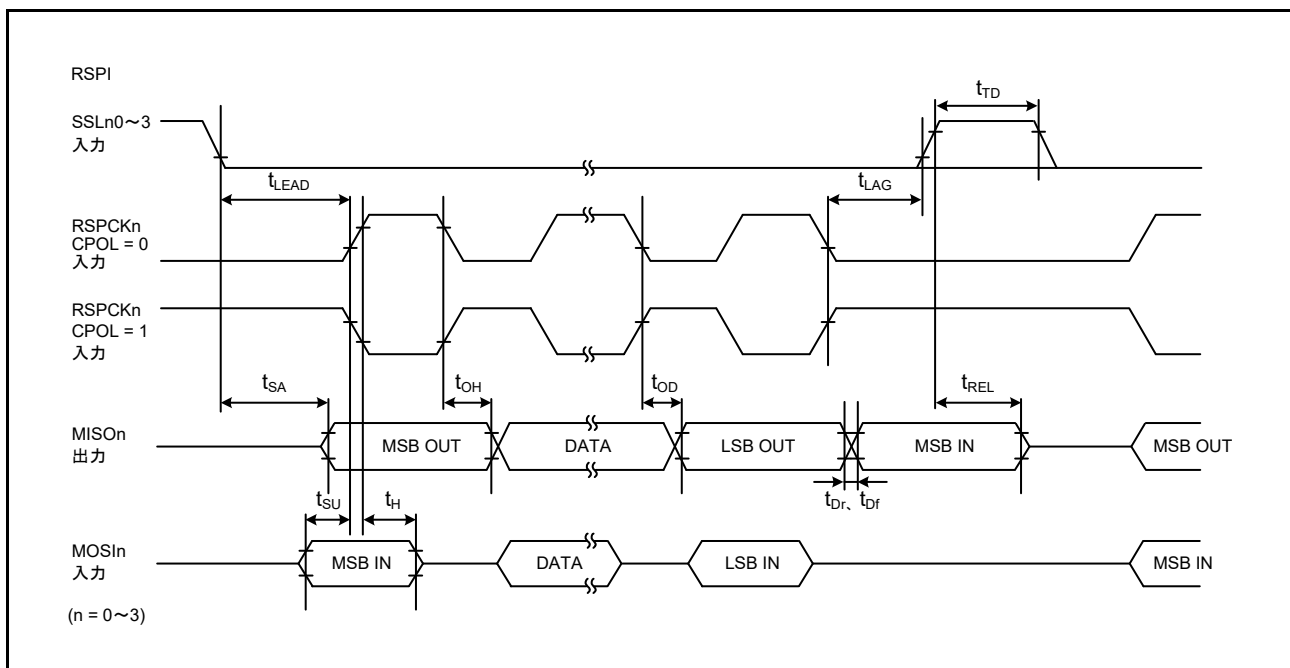 RSPI
SSLn0～3
入力
tTD
tLEAD
tLAG
RSPCKn
CPOL = 0
入力
RSPCKn
CPOL = 1
入力
tSA
tOH
tOD
tREL
MISOn
出力
MSB OUT
DATA
LSB OUT
MSB IN
MSB OUT
tSU
tH
tDr、tDf
MOSIn
入力
MSB IN
DATA
LSB IN
MSB IN
(n = 0～3)